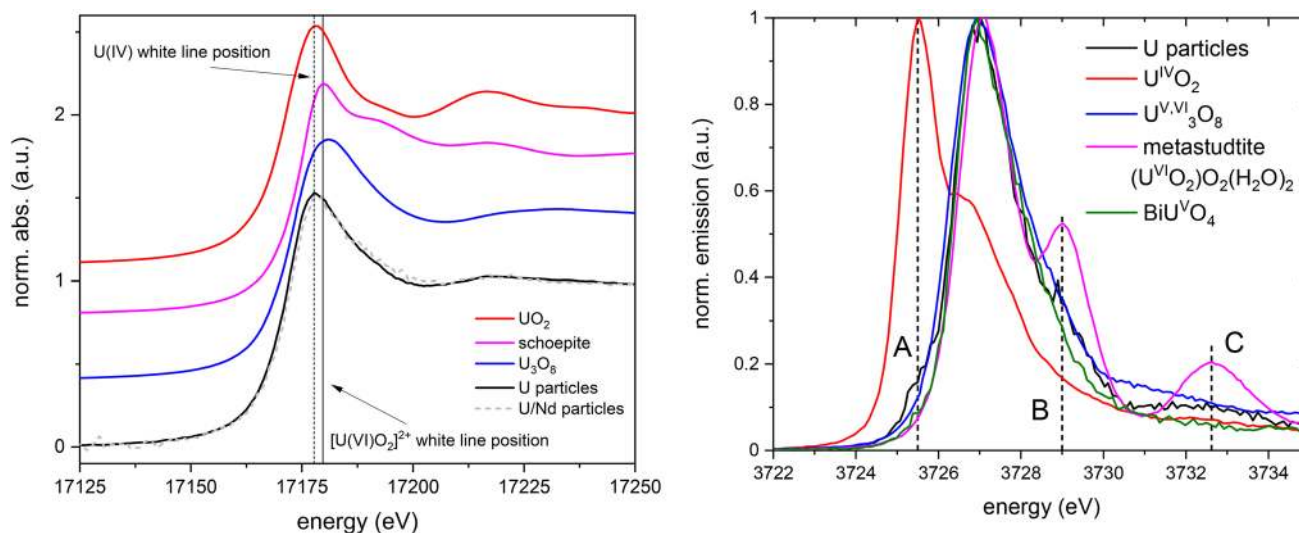 norm. abs. (a.u.)
2
1
0
U(IV) white line position
UO₂
schoepite
U₃O₈
U particles
U/Nd particles
[U(VI)O₂]²⁺ white line position
17125 17150 17175 17200 17225 17250
energy (eV)
norm. emission (a.u.)
1
0.8
0.6
0.4
0.2
0
U particles
UᴵⱽO₂
Uⱽ·ⱽᴵ₃O₈
metastudtite
(UⱽᴵO₂)O₂(H₂O)₂
BiUⱽO₄
A
B
C
3722 3724 3726 3728 3730 3732 3734
energy (eV)